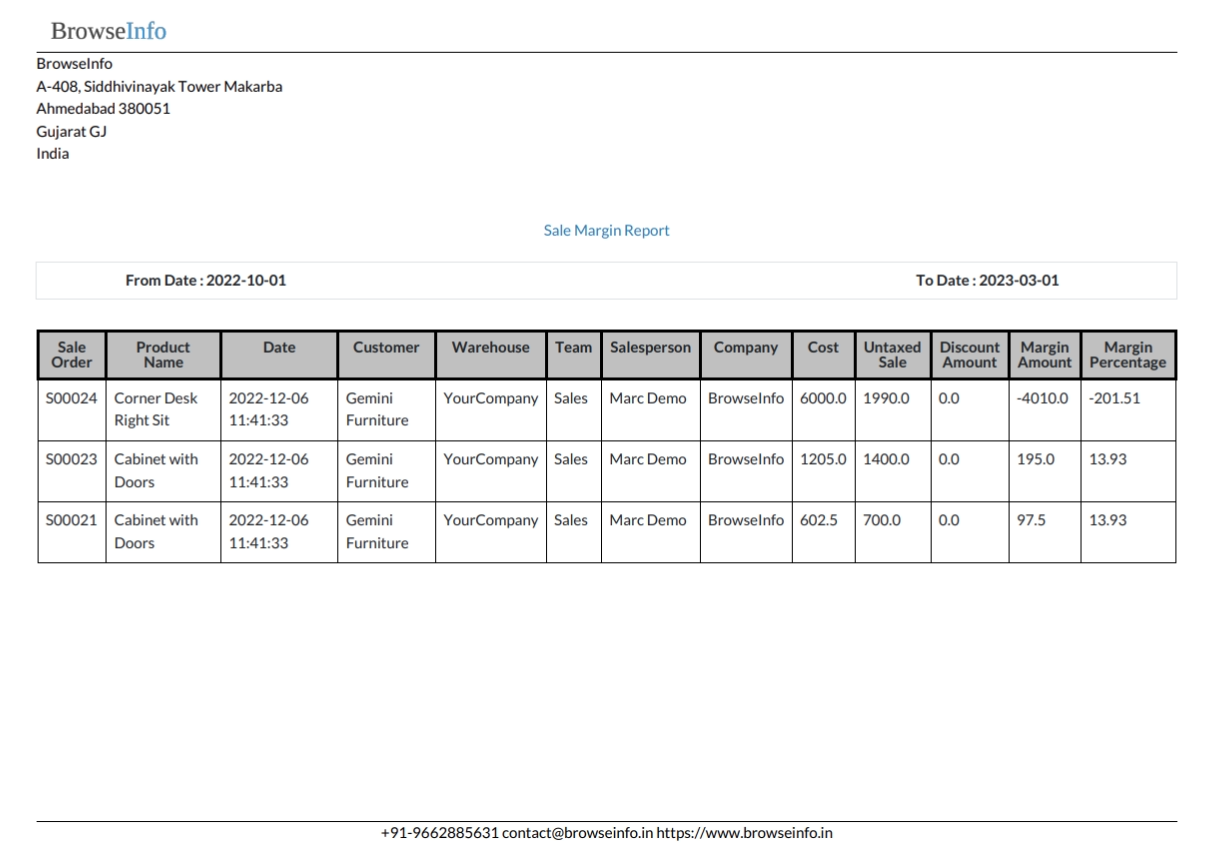 BrowseInfo
BrowseInfo
A-408, Siddhivinayak Tower Makarba
Ahmedabad 380051
Gujarat GJ
India
Sale Margin Report
From Date : 2022-10-01 To Date : 2023-03-01
Sale Order Product Name Date Customer Warehouse Team Salesperson Company Cost Untaxed Sale Discount Amount Margin Amount Margin Percentage
S00024 Corner Desk 2022-12-06 Gemini YourCompany Sales Marc Demo BrowseInfo 6000.0 1990.0 0.0 -4010.0 -201.51
Right Sit 11:41:33 Furniture
S00023 Cabinet with 2022-12-06 Gemini YourCompany Sales Marc Demo BrowseInfo 1205.0 1400.0 0.0 195.0 13.93
Doors 11:41:33 Furniture
S00021 Cabinet with 2022-12-06 Gemini YourCompany Sales Marc Demo BrowseInfo 602.5 700.0 0.0 97.5 13.93
Doors 11:41:33 Furniture
+91-9662885631 contact@browseinfo.in https://www.browseinfo.in